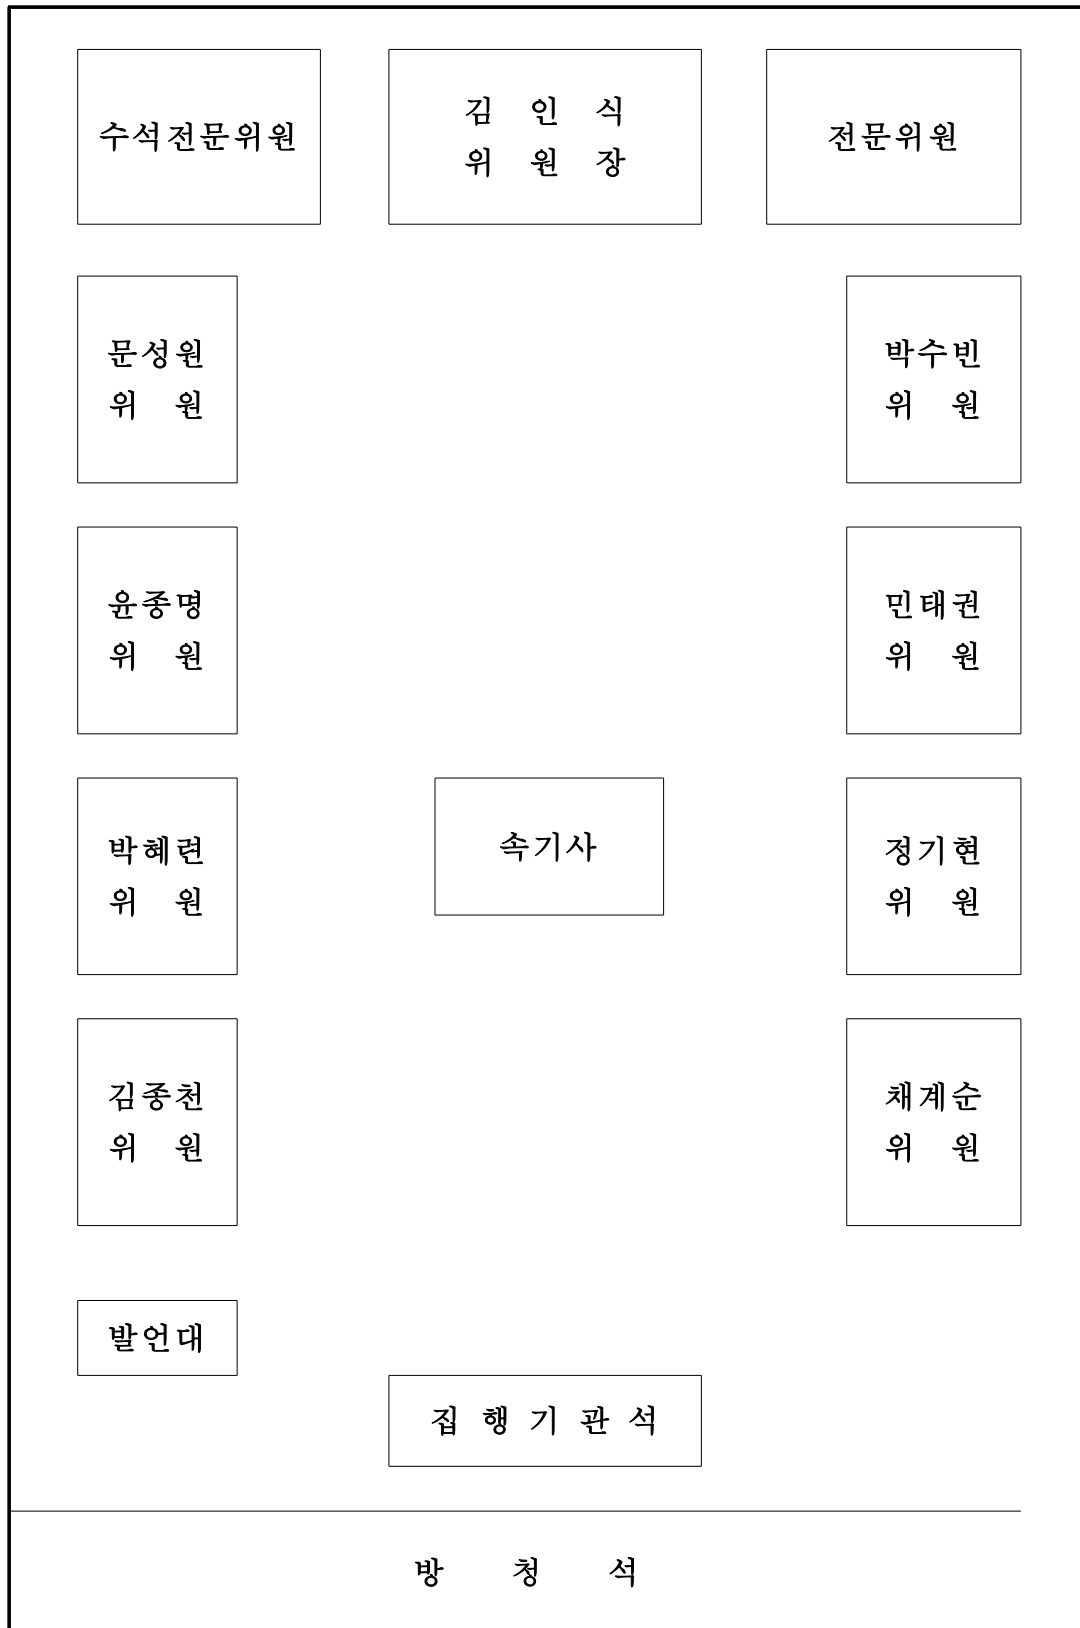 수석전문위원
김 인 식
위 원 장
전문위원
문성원
위 원
박수빈
위 원
윤종명
위 원
민태권
위 원
박혜련
위 원
속기사
정기현
위 원
김종천
위 원
채계순
위 원
발언대
집 행 기 관 석
방 청 석